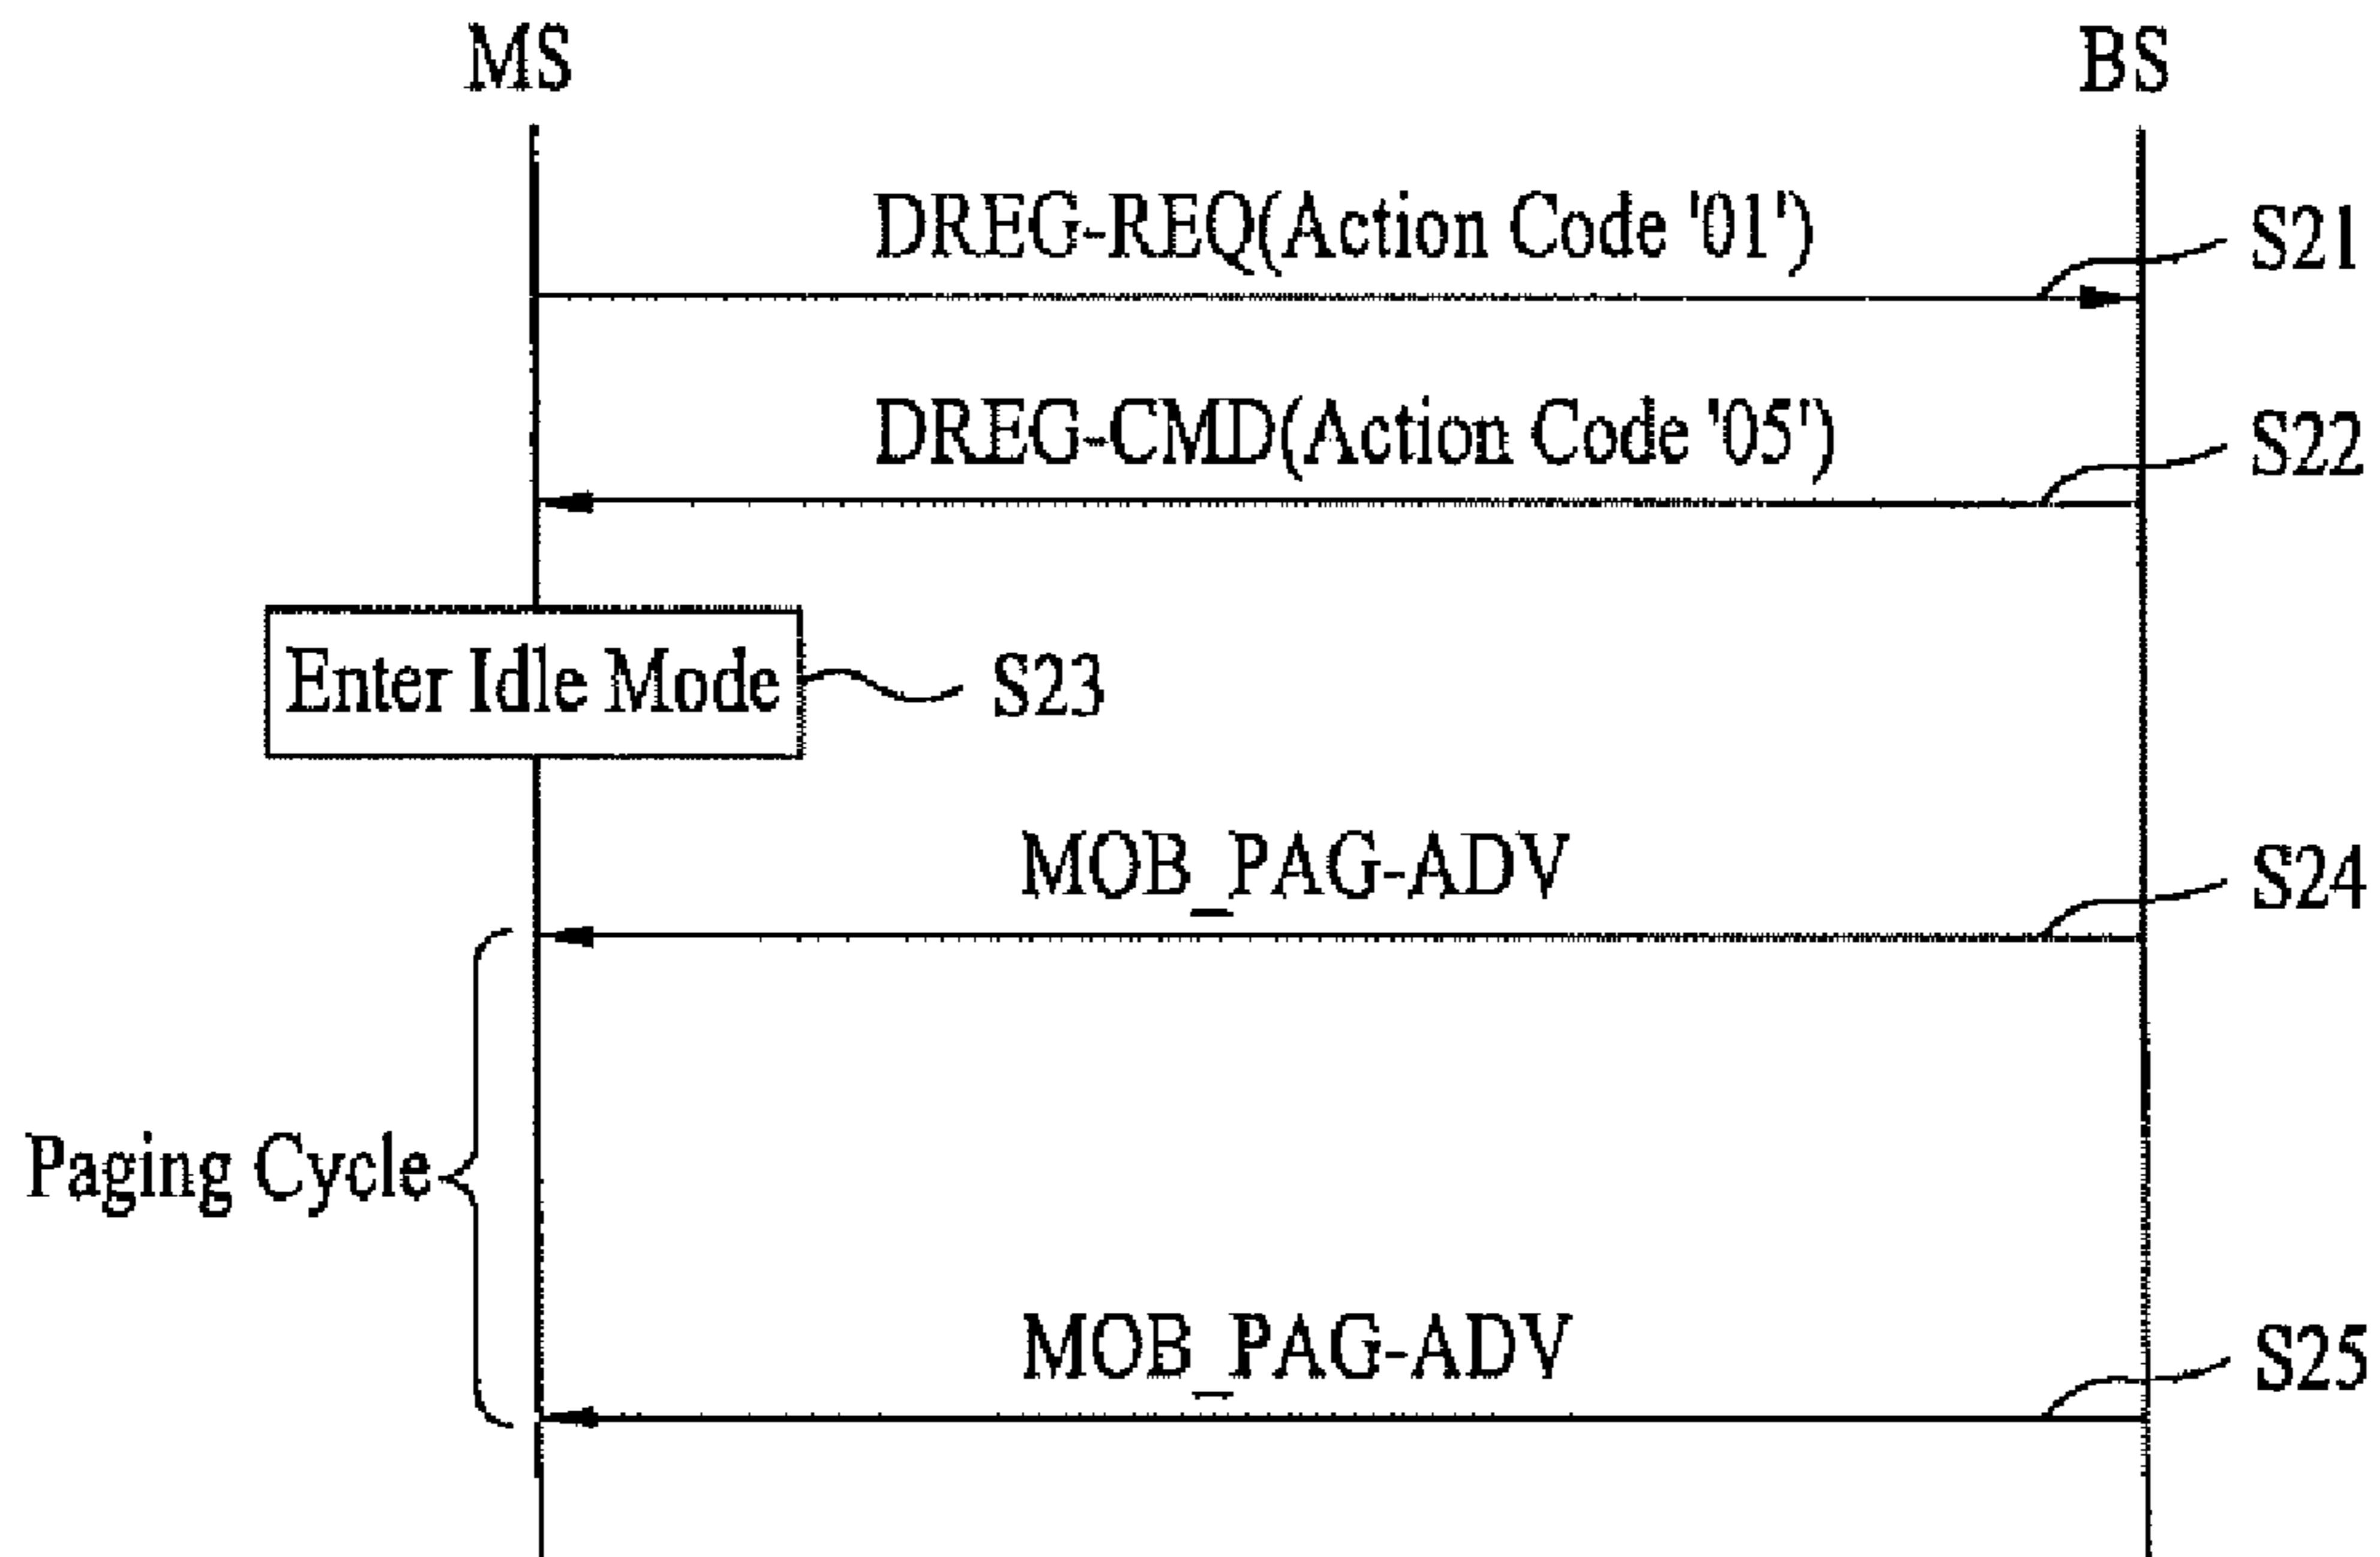 MS
BS
DREG-REQ(Action Code '01')
S21
DREG-CMD(Action Code '05')
S22
Enter Idle Mode
S23
MOB_PAG-ADV
S24
Paging Cycle
MOB_PAG-ADV
S25